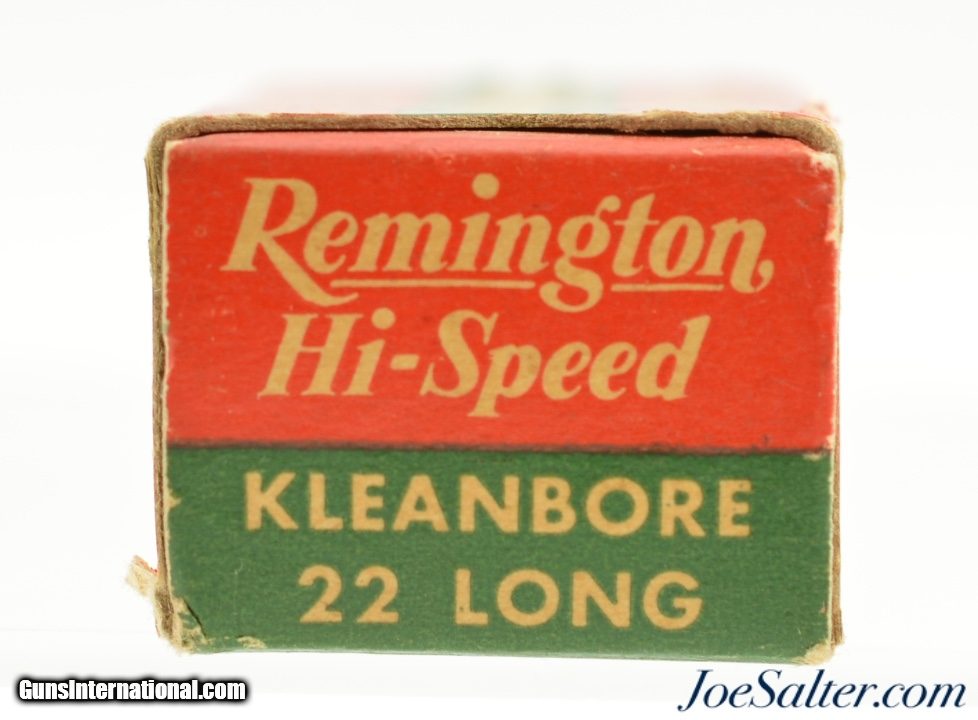 Remington
Hi-Speed
KLEANBORE
22 LONG
GunsInternational.com
JoeSalter.com